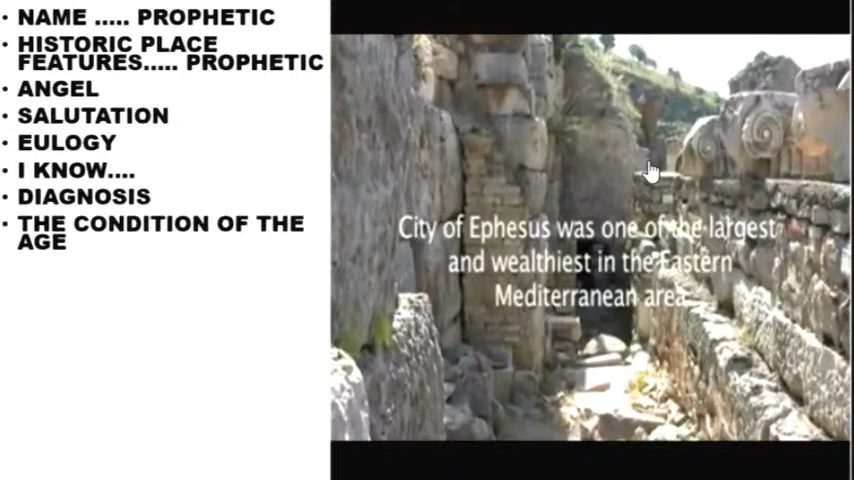 • NAME ..... PROPHETIC
• HISTORIC PLACE
FEATURES..... PROPHETIC
• ANGEL
• SALUTATION
• EULOGY
• I KNOW....
• DIAGNOSIS
• THE CONDITION OF THE
AGE
City of Ephesus was one of the largest
and wealthiest in the Eastern
Mediterranean area